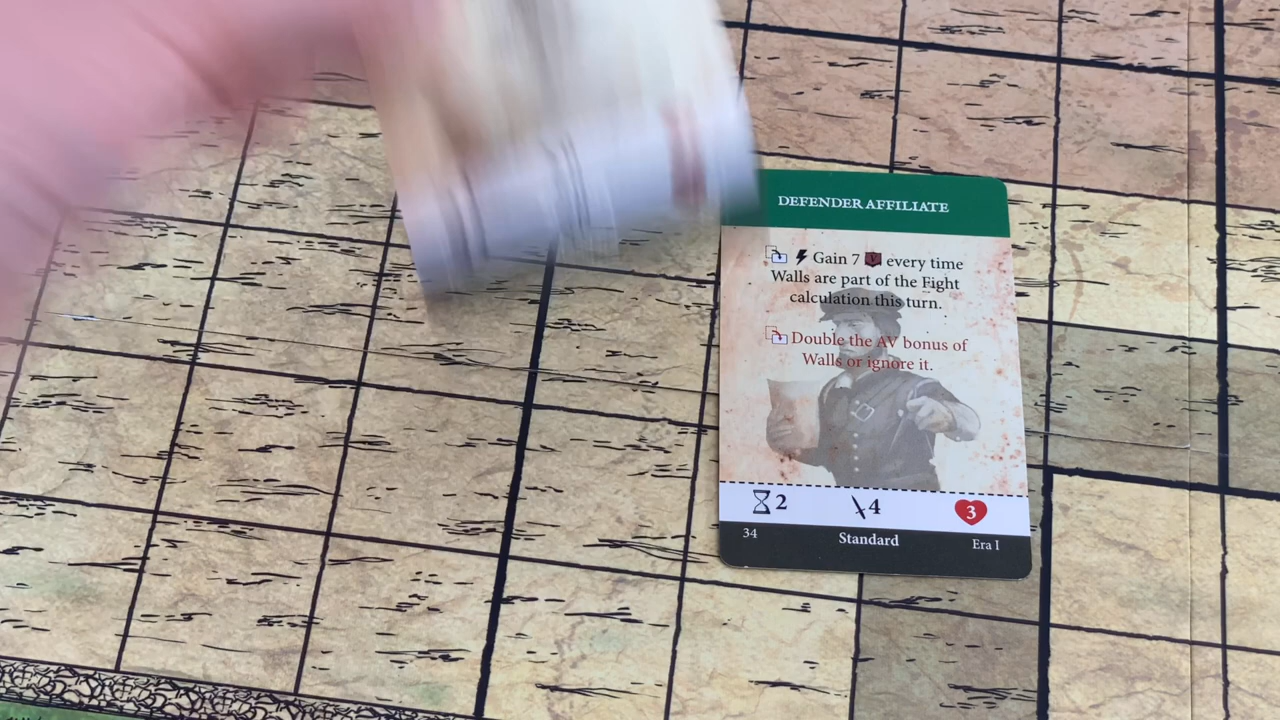 DEFENDER AFFILIATE
Gain 7 every time
Walls are part of the Fight
calculation this turn.
Double the AV bonus of
Walls or ignore it.
2 4 3
34 Standard Era I